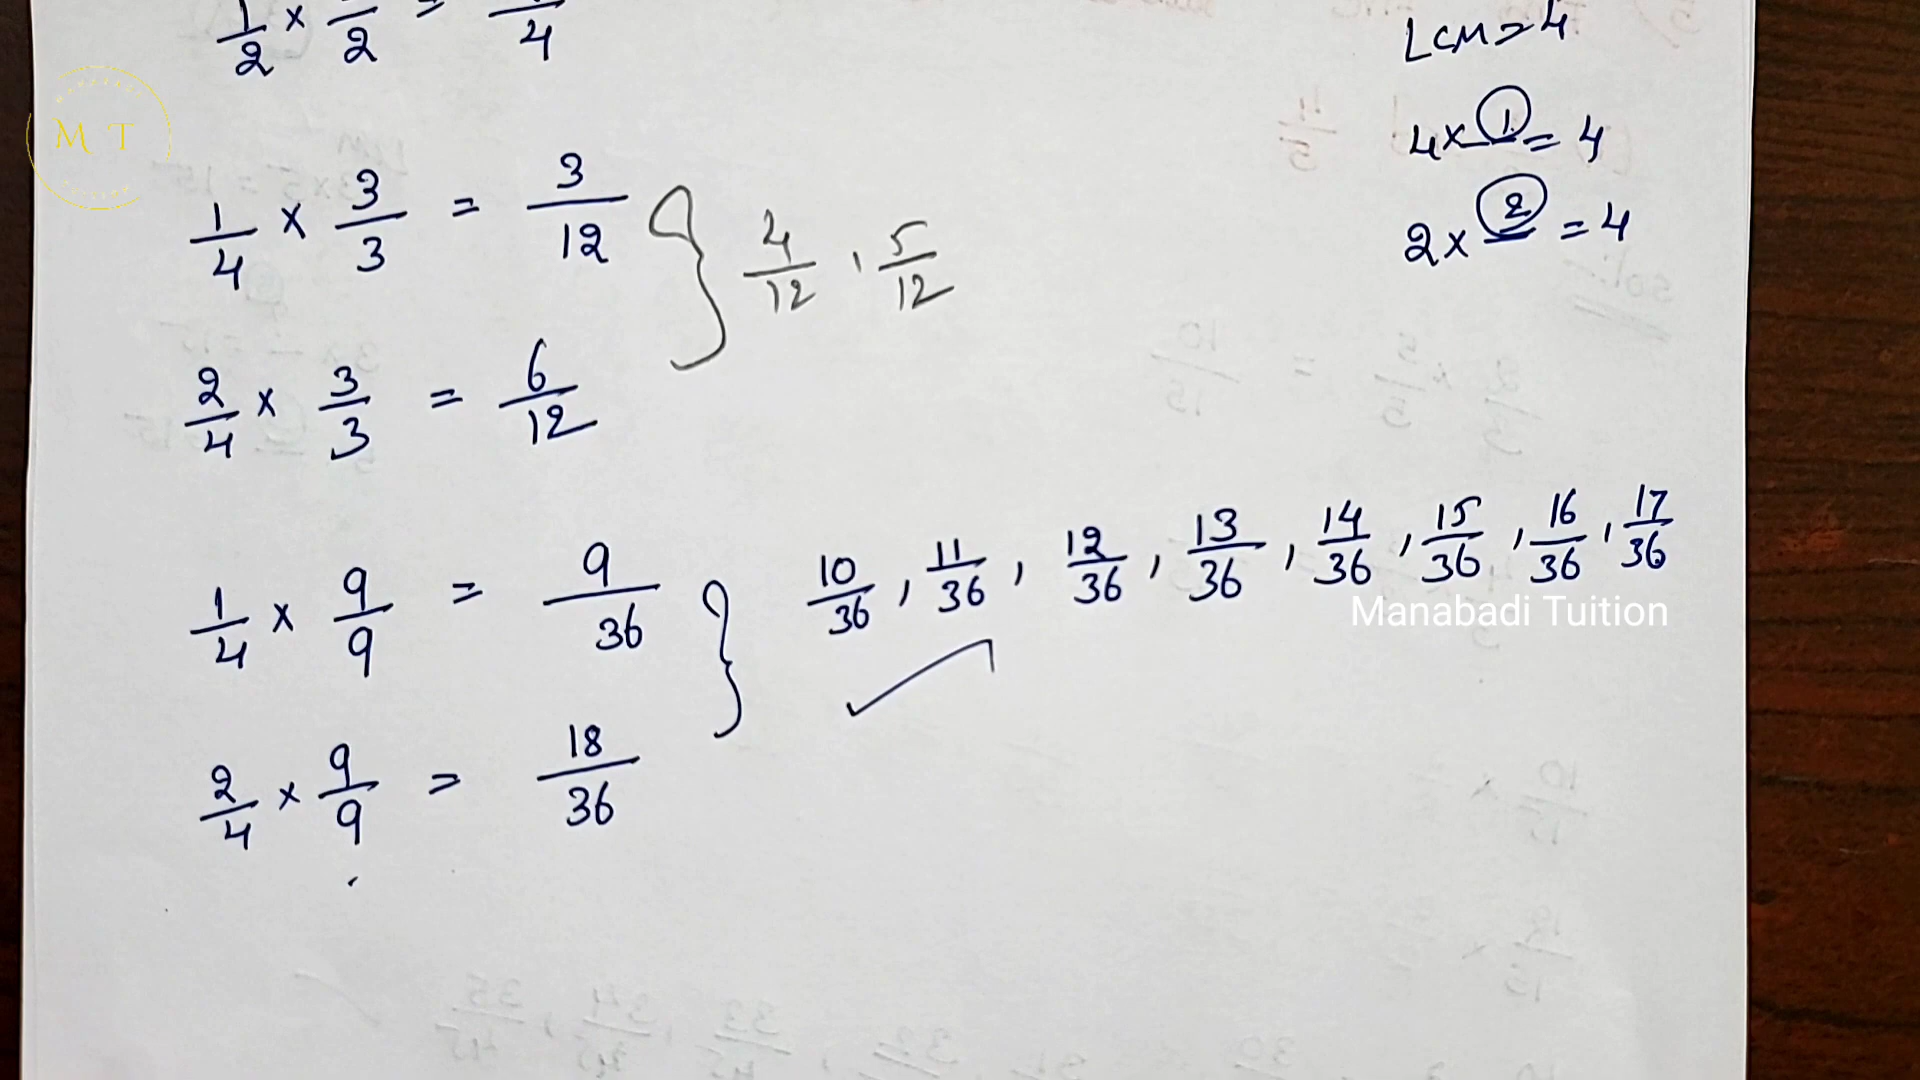 1/2 × /2 = /4
LCM => 4
4 × 1 = 4
2 × 2 = 4
M T
1/4 × 3/3 = 3/12 } 4/12 , 5/12
2/4 × 3/3 = 6/12
1/4 × 9/9 = 9/36 } 10/36 , 11/36 , 12/36 , 13/36 , 14/36 , 15/36 , 16/36 , 17/36
Manabadi Tuition
2/4 × 9/9 = 18/36